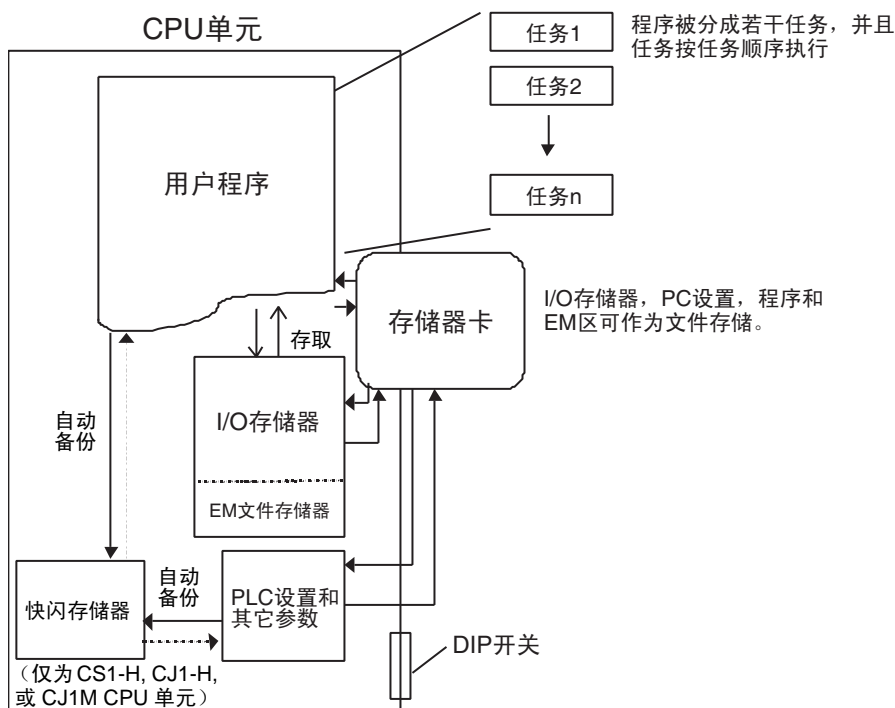 CPU单元
任务1
程序被分成若干任务，并且
任务按任务顺序执行
任务2
任务n
用户程序
存储器卡
I/O存储器，PC设置，程序和
EM区可作为文件存储。
存取
自动
备份
I/O存储器
EM文件存储器
快闪存储器
自动
备份
PLC设置和
其它参数
DIP开关
（仅为 CS1-H, CJ1-H,
或 CJ1M CPU 单元）